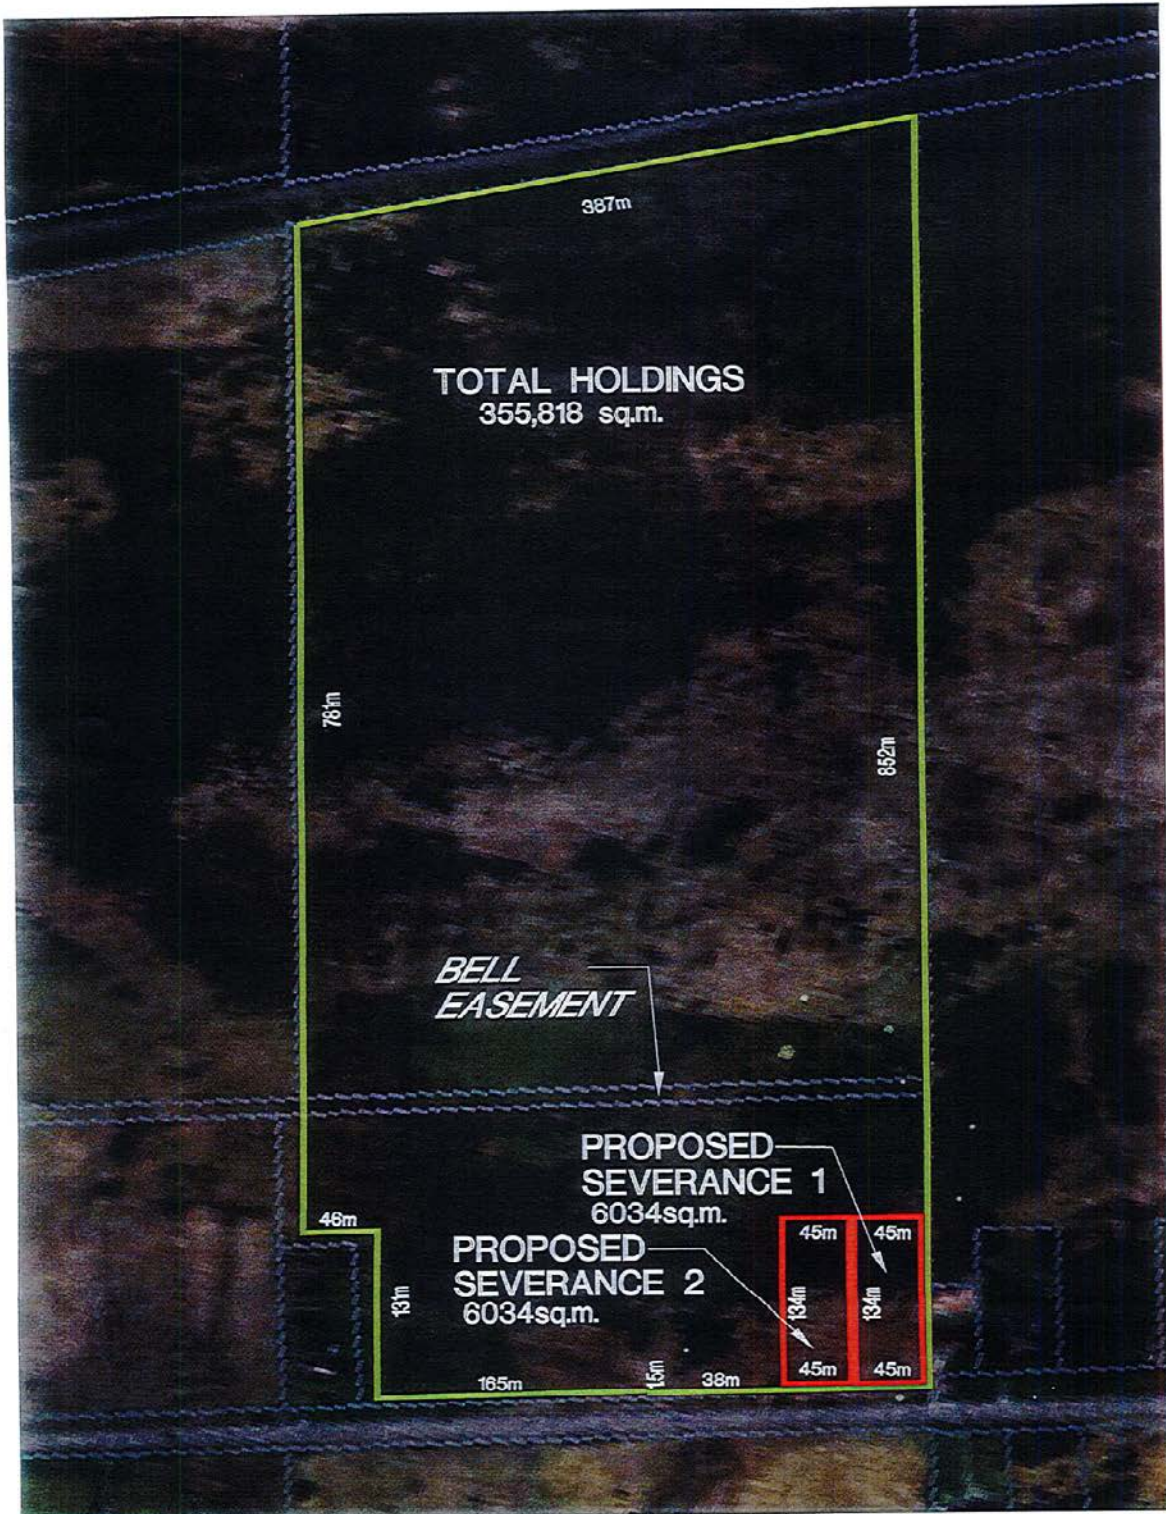 387m
TOTAL HOLDINGS
355,818 sq.m.
781m
852m
BELL
EASEMENT
PROPOSED
SEVERANCE 1
6034sq.m.
46m
45m
45m
PROPOSED
SEVERANCE 2
6034sq.m.
131m
134m
134m
165m
15m
38m
45m
45m